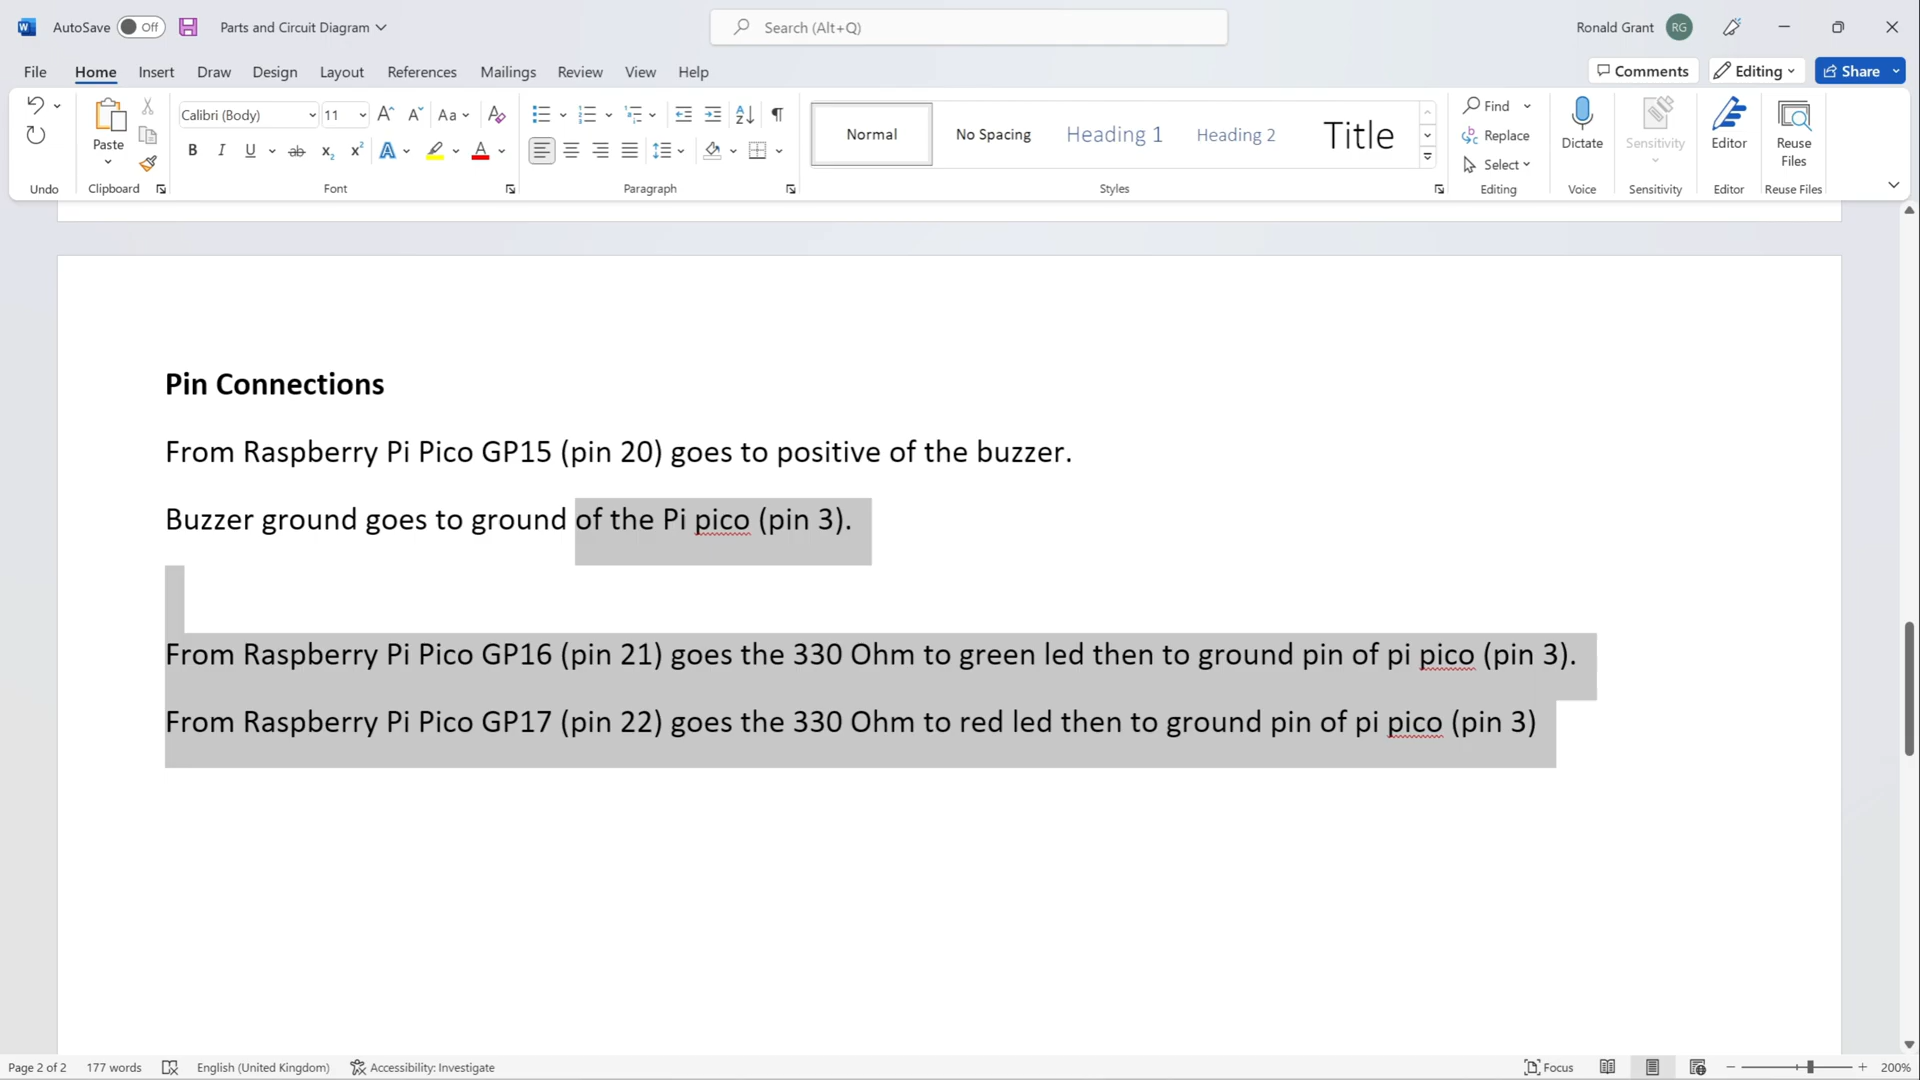 AutoSave Off Parts and Circuit Diagram Search (Alt+Q) Ronald Grant RG
File Home Insert Draw Design Layout References Mailings Review View Help Comments Editing Share
Calibri (Body) 11 A A Aa A
Paste B I U ab x2 x2 A A
Normal No Spacing Heading 1 Heading 2 Title
Find
Replace
Select
Dictate Sensitivity Editor Reuse Files
Undo Clipboard Font Paragraph Styles Editing Voice Sensitivity Editor Reuse Files
Pin Connections
From Raspberry Pi Pico GP15 (pin 20) goes to positive of the buzzer.
Buzzer ground goes to ground of the Pi pico (pin 3).
From Raspberry Pi Pico GP16 (pin 21) goes the 330 Ohm to green led then to ground pin of pi pico (pin 3).
From Raspberry Pi Pico GP17 (pin 22) goes the 330 Ohm to red led then to ground pin of pi pico (pin 3)
Page 2 of 2 177 words English (United Kingdom) Accessibility: Investigate Focus 200%